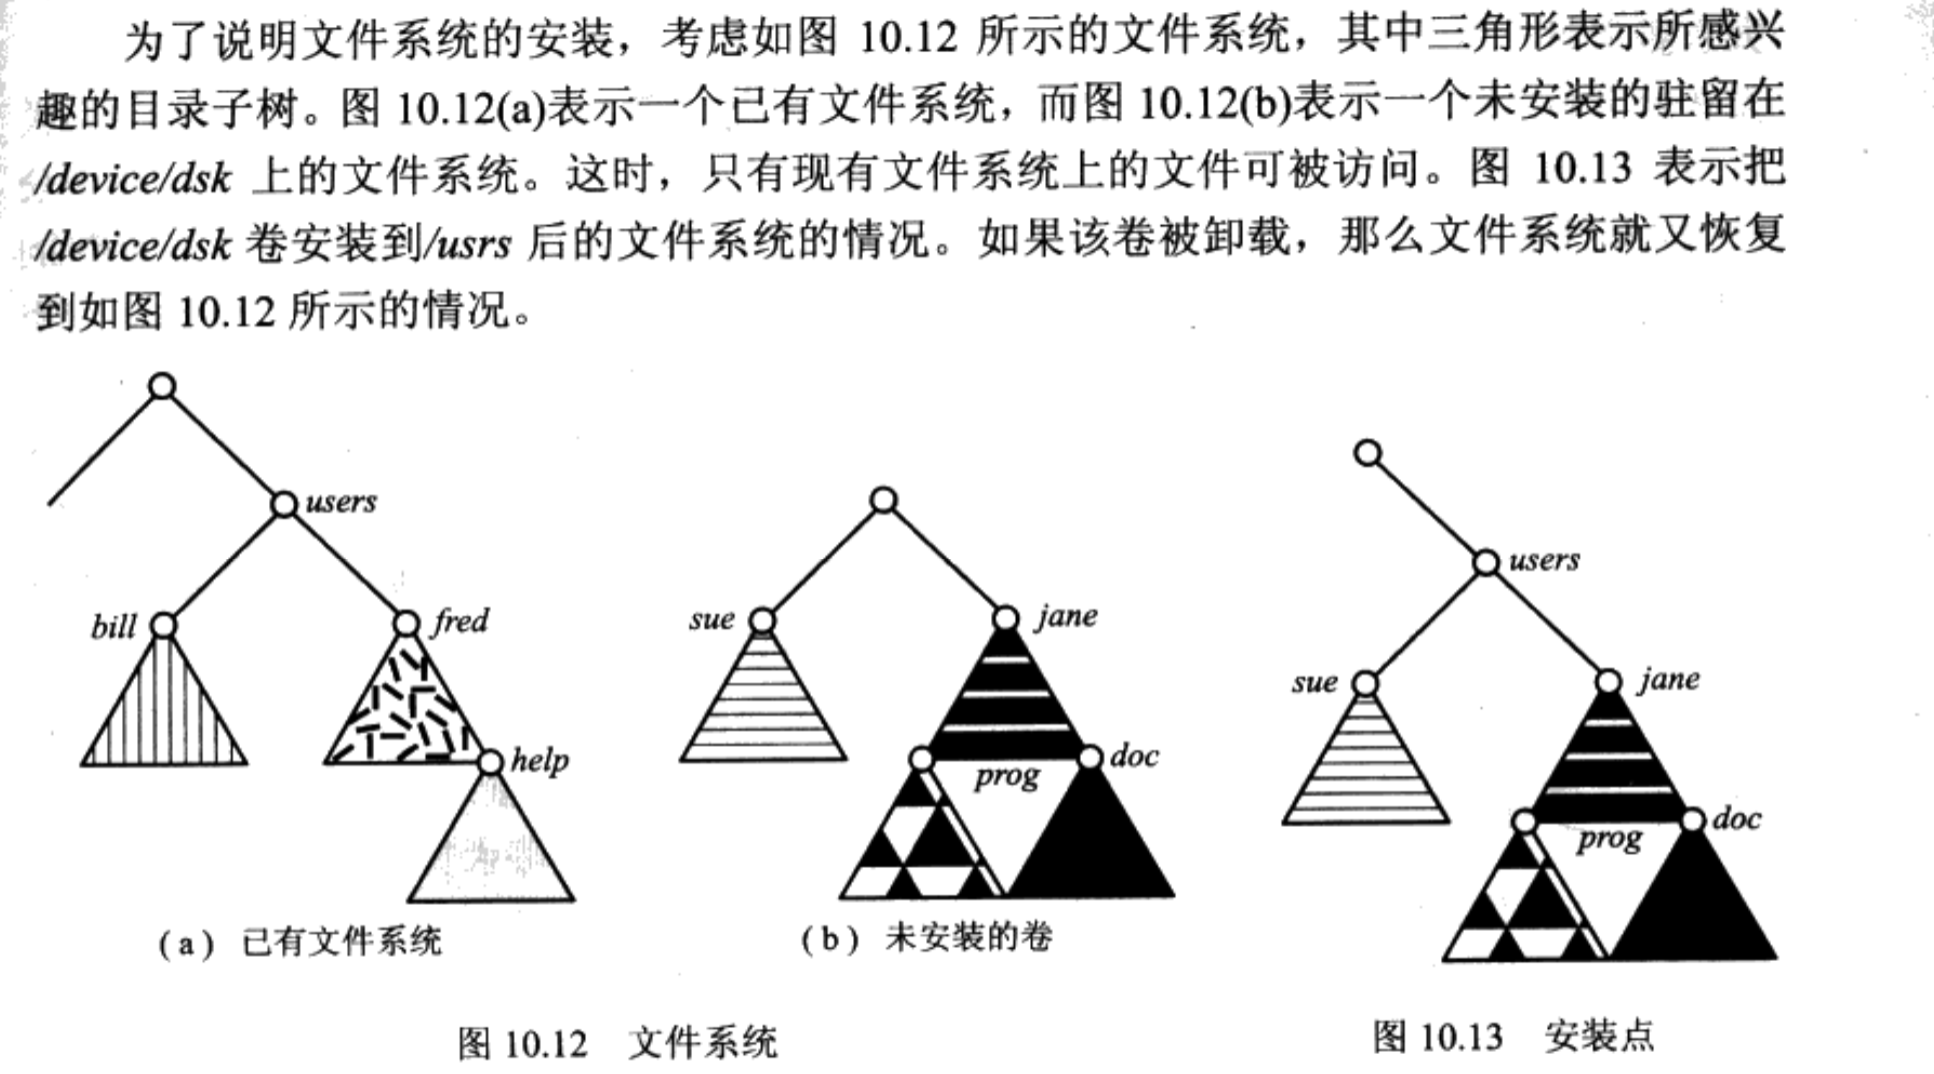 为了说明文件系统的安装，考虑如图 10.12 所示的文件系统，其中三角形表示所感兴
趣的目录子树。图 10.12(a)表示一个已有文件系统，而图 10.12(b)表示一个未安装的驻留在
/device/dsk 上的文件系统。这时，只有现有文件系统上的文件可被访问。图 10.13 表示把
/device/dsk 卷安装到/usrs 后的文件系统的情况。如果该卷被卸载，那么文件系统就又恢复
到如图 10.12 所示的情况。
users
bill
fred
help
(a) 已有文件系统
sue
jane
prog
doc
(b) 未安装的卷
图 10.12 文件系统
users
sue
jane
prog
doc
图 10.13 安装点